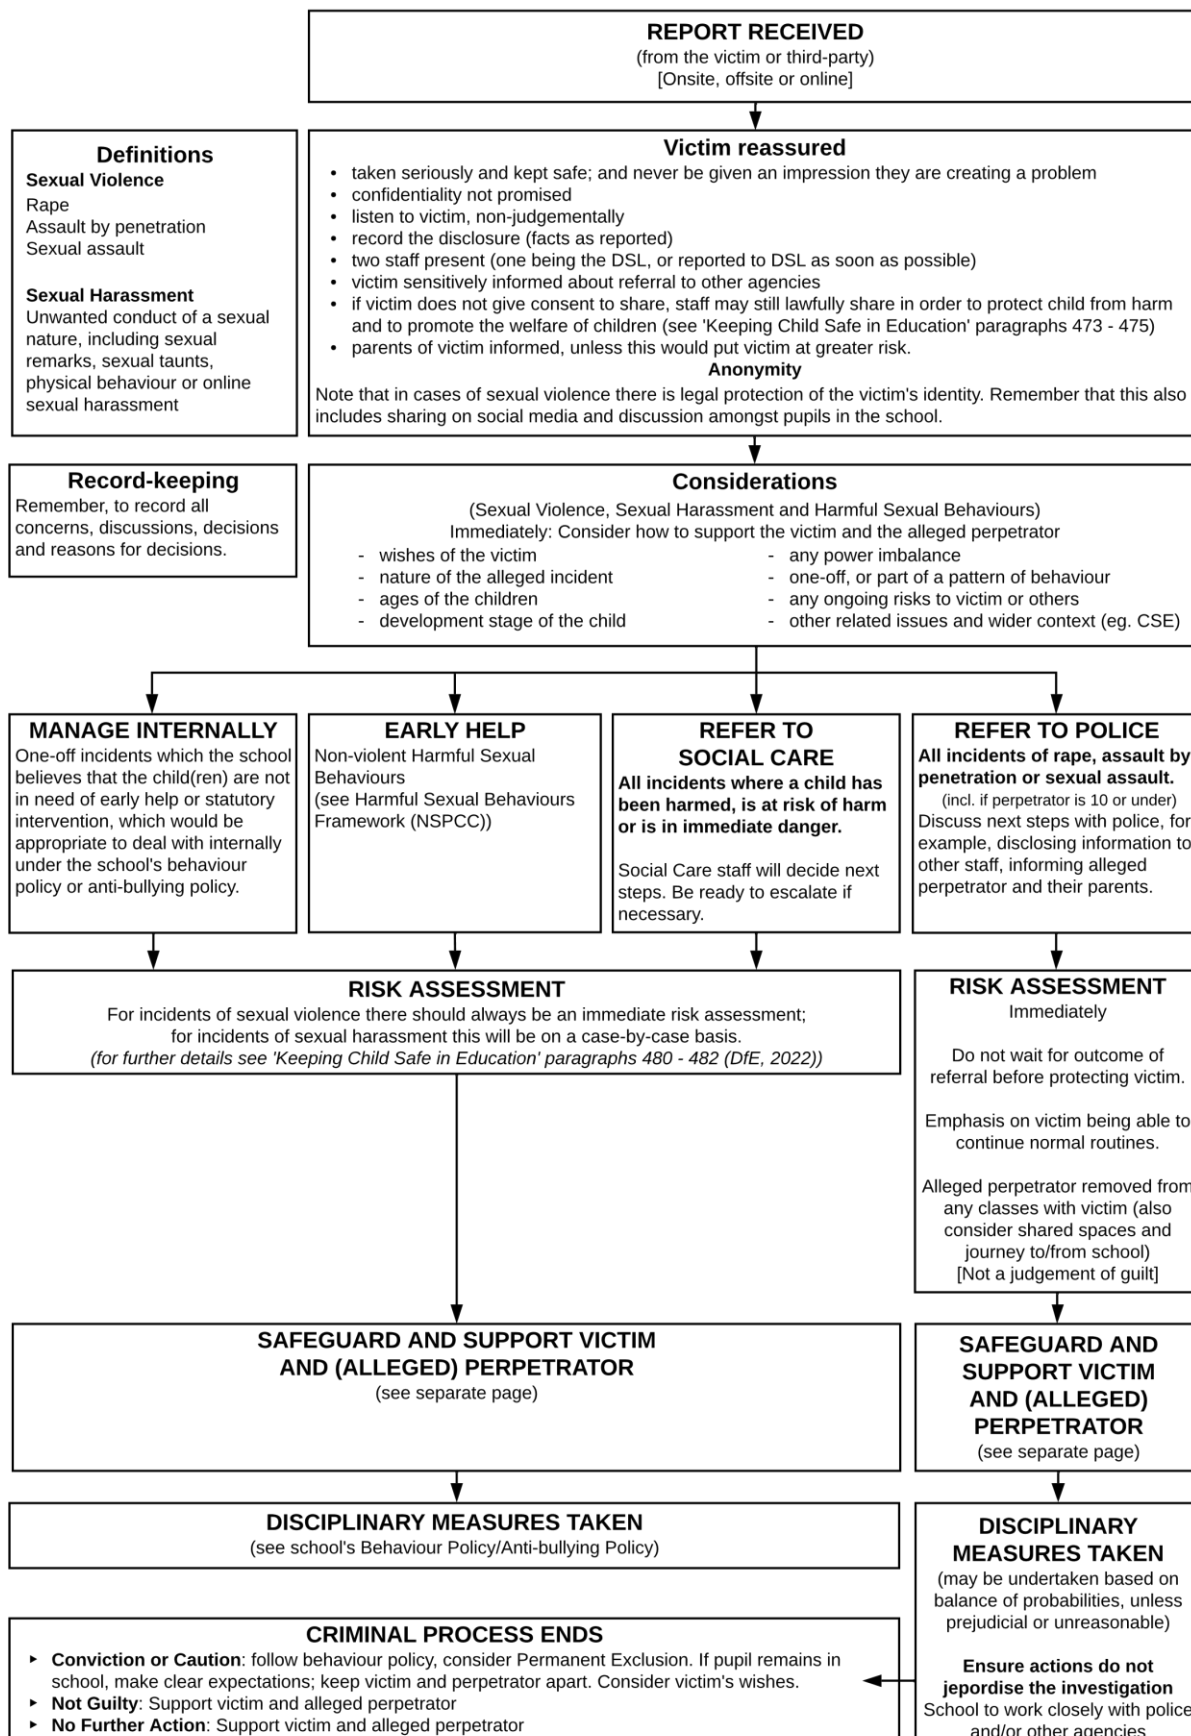 REPORT RECEIVED
(from the victim or third-party)
[Onsite, offsite or online]
Definitions
Sexual Violence
Rape
Assault by penetration
Sexual assault
Sexual Harassment
Unwanted conduct of a sexual
nature, including sexual
remarks, sexual taunts,
physical behaviour or online
sexual harassment
Victim reassured
• taken seriously and kept safe; and never be given an impression they are creating a problem
• confidentiality not promised
• listen to victim, non-judgementally
• record the disclosure (facts as reported)
• two staff present (one being the DSL, or reported to DSL as soon as possible)
• victim sensitively informed about referral to other agencies
• if victim does not give consent to share, staff may still lawfully share in order to protect child from harm
and to promote the welfare of children (see 'Keeping Child Safe in Education' paragraphs 473 - 475)
• parents of victim informed, unless this would put victim at greater risk.
Anonymity
Note that in cases of sexual violence there is legal protection of the victim's identity. Remember that this also
includes sharing on social media and discussion amongst pupils in the school.
Record-keeping
Remember, to record all
concerns, discussions, decisions
and reasons for decisions.
Considerations
(Sexual Violence, Sexual Harassment and Harmful Sexual Behaviours)
Immediately: Consider how to support the victim and the alleged perpetrator
- wishes of the victim
- nature of the alleged incident
- ages of the children
- development stage of the child
- any power imbalance
- one-off, or part of a pattern of behaviour
- any ongoing risks to victim or others
- other related issues and wider context (eg. CSE)
MANAGE INTERNALLY
One-off incidents which the school
believes that the child(ren) are not
in need of early help or statutory
intervention, which would be
appropriate to deal with internally
under the school's behaviour
policy or anti-bullying policy.
EARLY HELP
Non-violent Harmful Sexual
Behaviours
(see Harmful Sexual Behaviours
Framework (NSPCC))
REFER TO
SOCIAL CARE
All incidents where a child has
been harmed, is at risk of harm
or is in immediate danger.
Social Care staff will decide next
steps. Be ready to escalate if
necessary.
REFER TO POLICE
All incidents of rape, assault by
penetration or sexual assault.
(incl. if perpetrator is 10 or under)
Discuss next steps with police, for
example, disclosing information to
other staff, informing alleged
perpetrator and their parents.
RISK ASSESSMENT
For incidents of sexual violence there should always be an immediate risk assessment;
for incidents of sexual harassment this will be on a case-by-case basis.
(for further details see 'Keeping Child Safe in Education' paragraphs 480 - 482 (DfE, 2022))
RISK ASSESSMENT
Immediately
Do not wait for outcome of
referral before protecting victim.
Emphasis on victim being able to
continue normal routines.
Alleged perpetrator removed from
any classes with victim (also
consider shared spaces and
journey to/from school)
[Not a judgement of guilt]
SAFEGUARD AND SUPPORT VICTIM
AND (ALLEGED) PERPETRATOR
(see separate page)
SAFEGUARD AND
SUPPORT VICTIM
AND (ALLEGED)
PERPETRATOR
(see separate page)
DISCIPLINARY MEASURES TAKEN
(see school's Behaviour Policy/Anti-bullying Policy)
DISCIPLINARY
MEASURES TAKEN
(may be undertaken based on
balance of probabilities, unless
prejudicial or unreasonable)
Ensure actions do not
jepordise the investigation
School to work closely with police
and/or other agencies
CRIMINAL PROCESS ENDS
▸ Conviction or Caution: follow behaviour policy, consider Permanent Exclusion. If pupil remains in
school, make clear expectations; keep victim and perpetrator apart. Consider victim's wishes.
▸ Not Guilty: Support victim and alleged perpetrator
▸ No Further Action: Support victim and alleged perpetrator